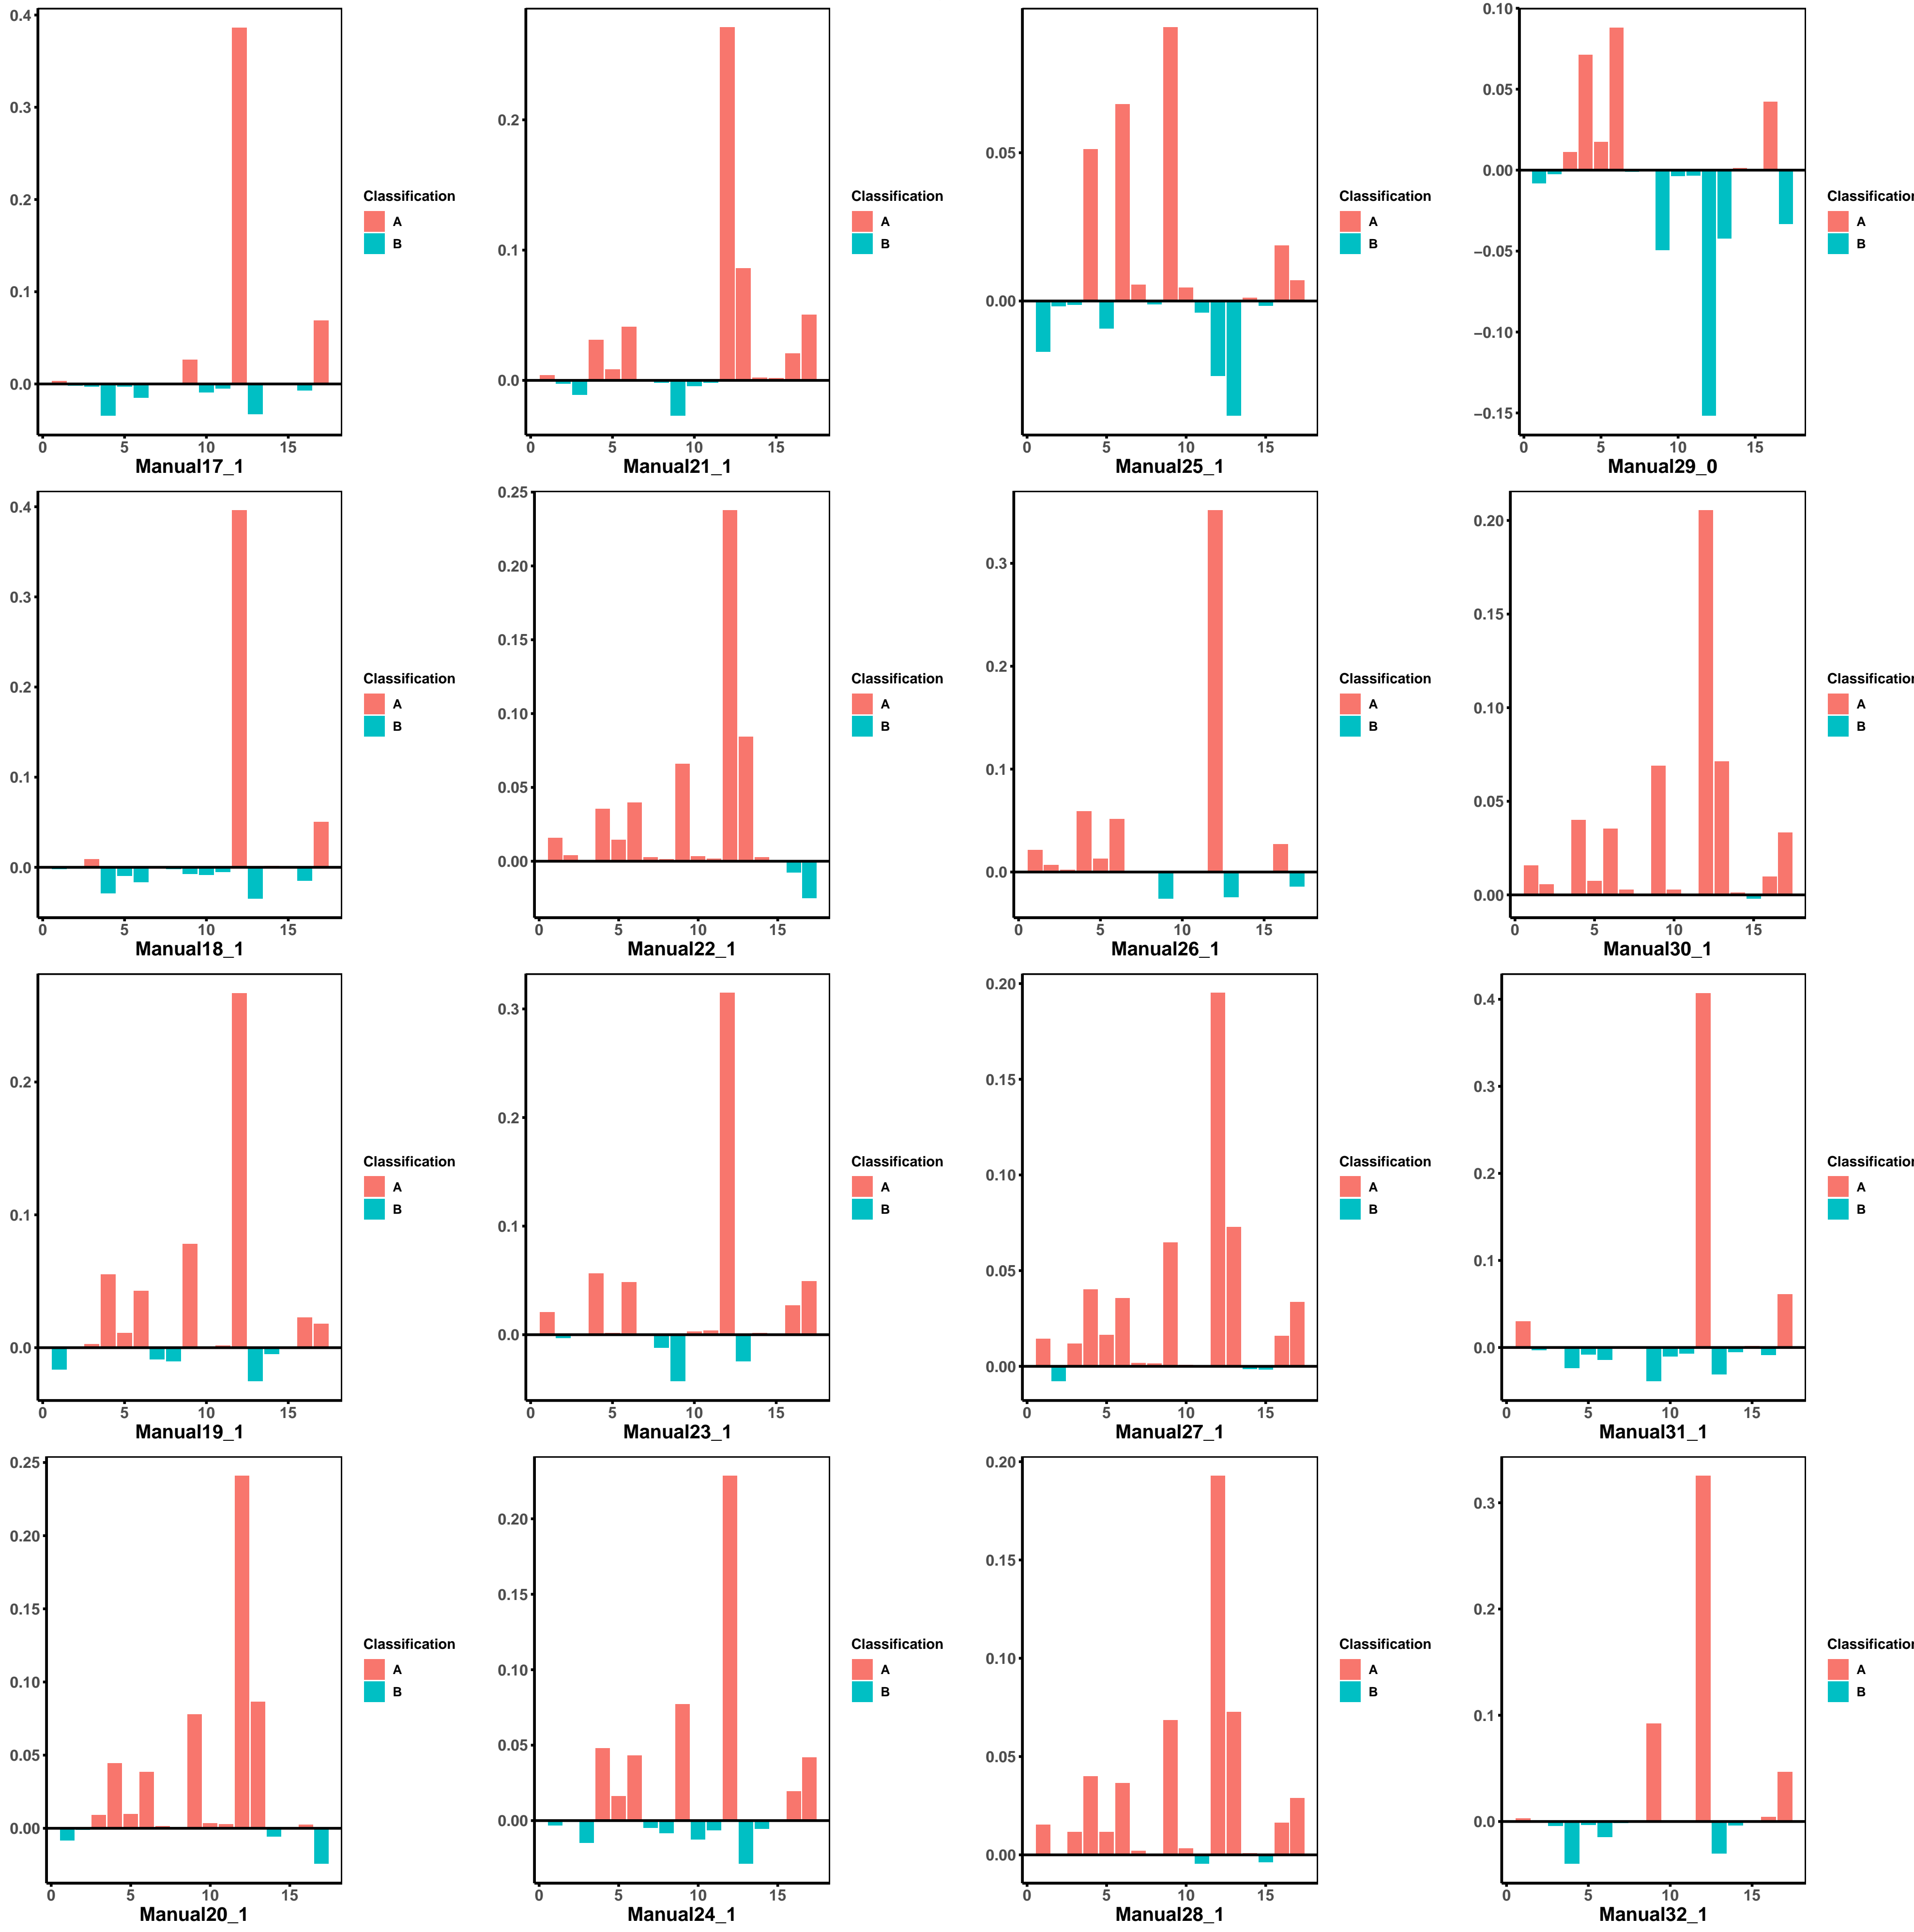 0.4
0.3
0.2
0.1
0.0
0 5 10 15
Manual17_1
Classification
A
B
0.2
0.1
0.0
0 5 10 15
Manual21_1
Classification
A
B
0.05
0.00
0 5 10 15
Manual25_1
Classification
A
B
0.10
0.05
0.00
−0.05
−0.10
−0.15
0 5 10 15
Manual29_0
Classification
A
B
0.4
0.3
0.2
0.1
0.0
0 5 10 15
Manual18_1
Classification
A
B
0.25
0.20
0.15
0.10
0.05
0.00
0 5 10 15
Manual22_1
Classification
A
B
0.3
0.2
0.1
0.0
0 5 10 15
Manual26_1
Classification
A
B
0.20
0.15
0.10
0.05
0.00
0 5 10 15
Manual30_1
Classification
A
B
0.2
0.1
0.0
0 5 10 15
Manual19_1
Classification
A
B
0.3
0.2
0.1
0.0
0 5 10 15
Manual23_1
Classification
A
B
0.20
0.15
0.10
0.05
0.00
0 5 10 15
Manual27_1
Classification
A
B
0.4
0.3
0.2
0.1
0.0
0 5 10 15
Manual31_1
Classification
A
B
0.25
0.20
0.15
0.10
0.05
0.00
0 5 10 15
Manual20_1
Classification
A
B
0.20
0.15
0.10
0.05
0.00
0 5 10 15
Manual24_1
Classification
A
B
0.20
0.15
0.10
0.05
0.00
0 5 10 15
Manual28_1
Classification
A
B
0.3
0.2
0.1
0.0
0 5 10 15
Manual32_1
Classification
A
B